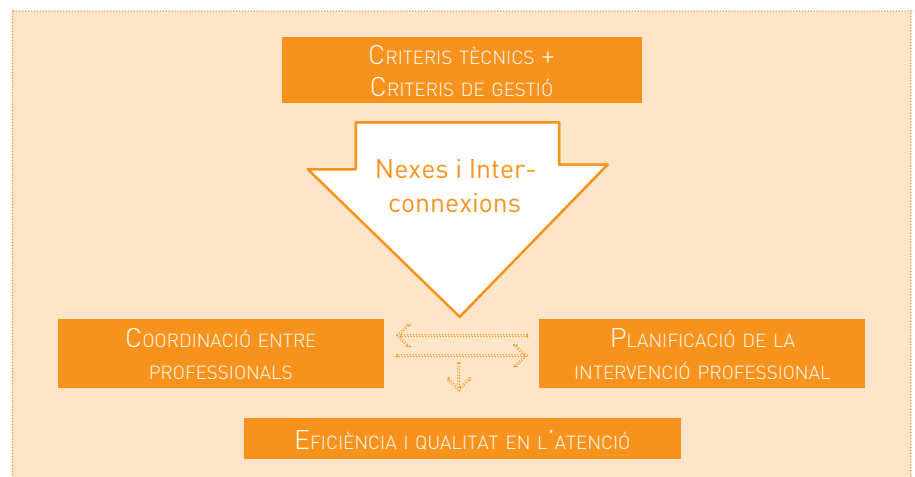 Criteris tècnics +
Criteris de gestió
Nexes i Inter-
connexions
Coordinació entre
professionals
Planificació de la
intervenció professional
Eficiència i qualitat en l'atenció